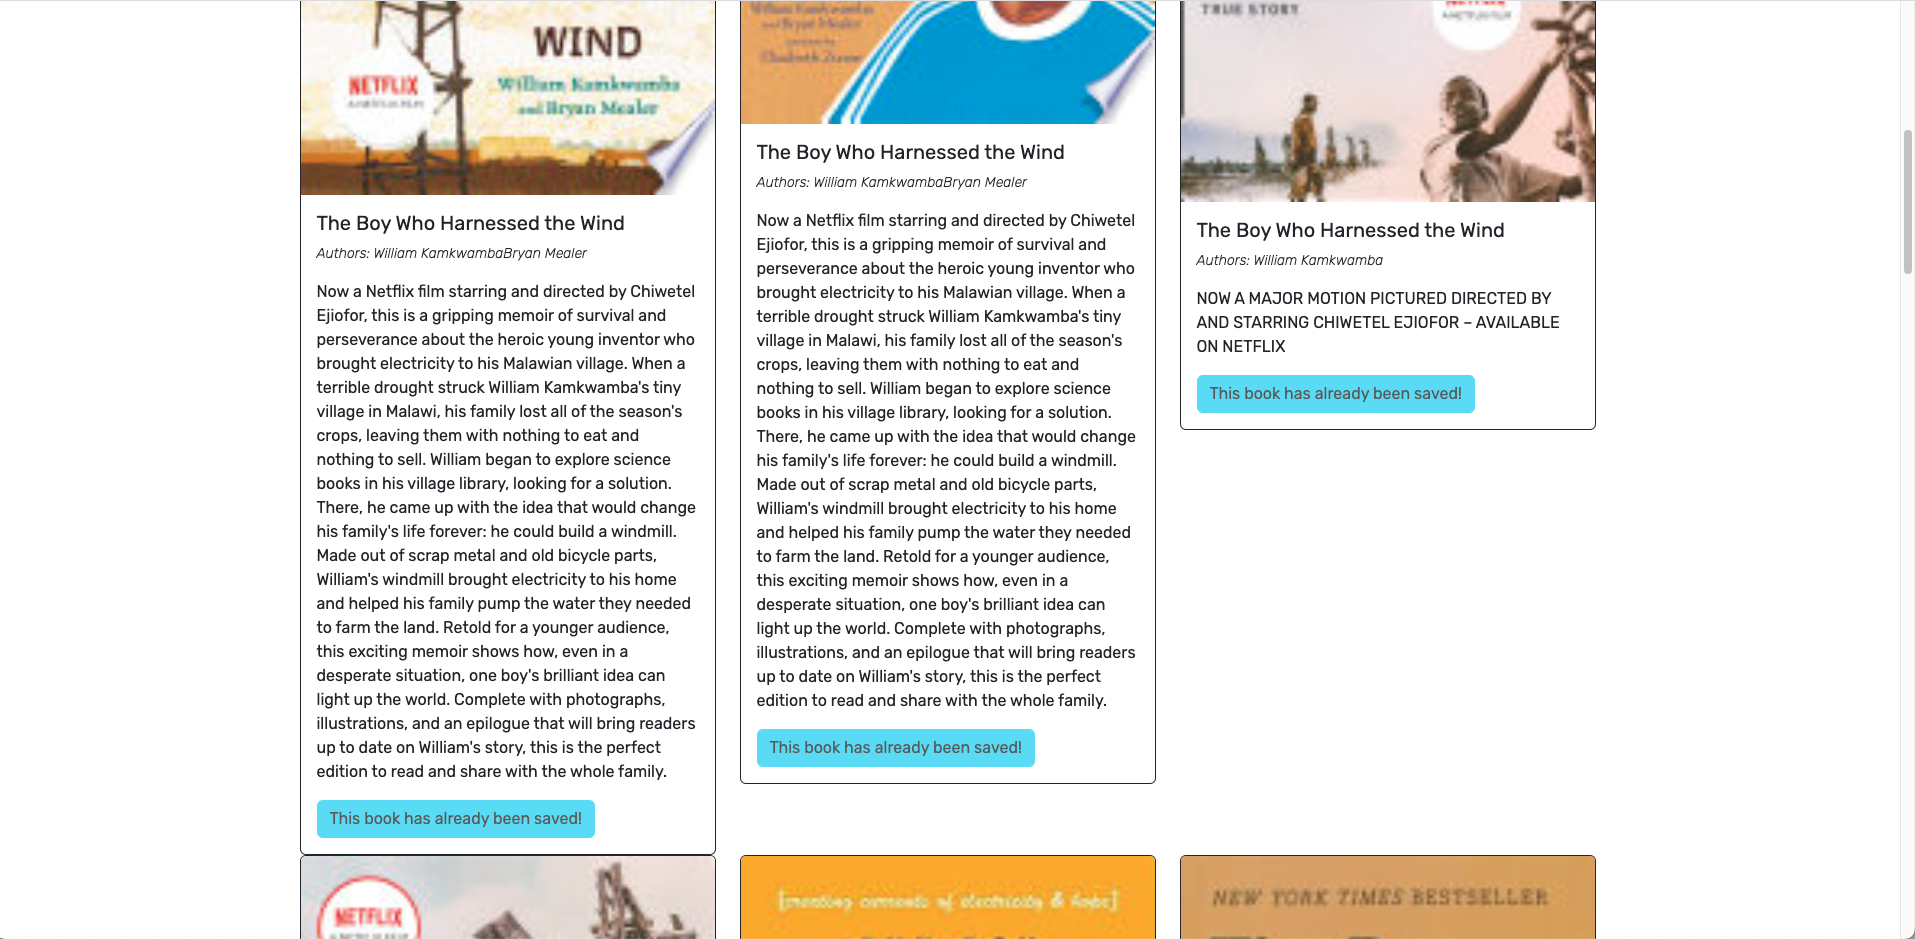 WIND
NETFLIX
William Kamkwamba
and Bryan Mealer
The Boy Who Harnessed the Wind
Authors: William KamkwambaBryan Mealer
Now a Netflix film starring and directed by Chiwetel
Ejiofor, this is a gripping memoir of survival and
perseverance about the heroic young inventor who
brought electricity to his Malawian village. When a
terrible drought struck William Kamkwamba's tiny
village in Malawi, his family lost all of the season's
crops, leaving them with nothing to eat and
nothing to sell. William began to explore science
books in his village library, looking for a solution.
There, he came up with the idea that would change
his family's life forever: he could build a windmill.
Made out of scrap metal and old bicycle parts,
William's windmill brought electricity to his home
and helped his family pump the water they needed
to farm the land. Retold for a younger audience,
this exciting memoir shows how, even in a
desperate situation, one boy's brilliant idea can
light up the world. Complete with photographs,
illustrations, and an epilogue that will bring readers
up to date on William's story, this is the perfect
edition to read and share with the whole family.
This book has already been saved!
William Kamkwamba
and Bryan Mealer
Elizabeth Zunon
The Boy Who Harnessed the Wind
Authors: William KamkwambaBryan Mealer
Now a Netflix film starring and directed by Chiwetel
Ejiofor, this is a gripping memoir of survival and
perseverance about the heroic young inventor who
brought electricity to his Malawian village. When a
terrible drought struck William Kamkwamba's tiny
village in Malawi, his family lost all of the season's
crops, leaving them with nothing to eat and
nothing to sell. William began to explore science
books in his village library, looking for a solution.
There, he came up with the idea that would change
his family's life forever: he could build a windmill.
Made out of scrap metal and old bicycle parts,
William's windmill brought electricity to his home
and helped his family pump the water they needed
to farm the land. Retold for a younger audience,
this exciting memoir shows how, even in a
desperate situation, one boy's brilliant idea can
light up the world. Complete with photographs,
illustrations, and an epilogue that will bring readers
up to date on William's story, this is the perfect
edition to read and share with the whole family.
This book has already been saved!
TRUE STORY
The Boy Who Harnessed the Wind
Authors: William Kamkwamba
NOW A MAJOR MOTION PICTURED DIRECTED BY
AND STARRING CHIWETEL EJIOFOR – AVAILABLE
ON NETFLIX
This book has already been saved!
NETFLIX
[creating currents of electricity & hope]
NEW YORK TIMES BESTSELLER